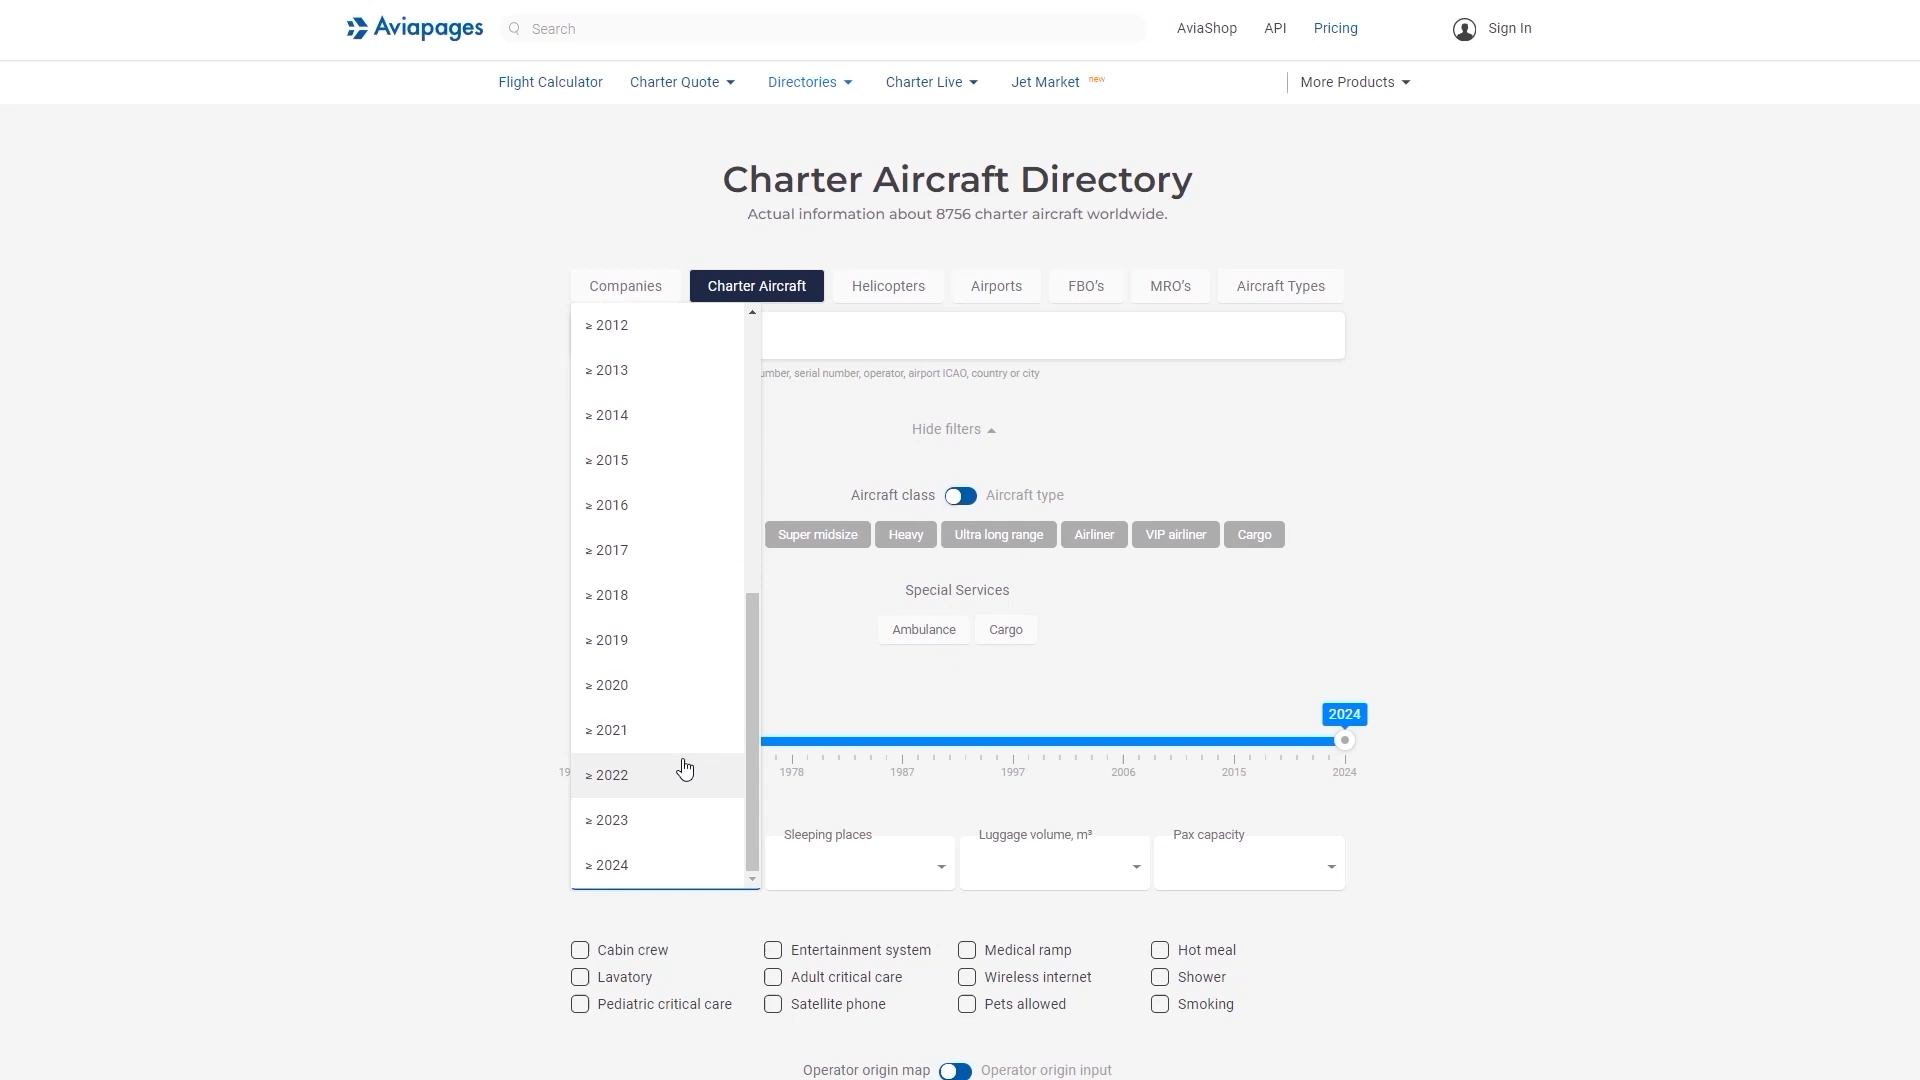 Aviapages
Search
AviaShop
API
Pricing
Sign In
Flight Calculator
Charter Quote
Directories
Charter Live
Jet Market new
More Products
Charter Aircraft Directory
Actual information about 8756 charter aircraft worldwide.
Companies
Charter Aircraft
Helicopters
Airports
FBO's
MRO's
Aircraft Types
≥ 2012
≥ 2013
≥ 2014
≥ 2015
≥ 2016
≥ 2017
≥ 2018
≥ 2019
≥ 2020
≥ 2021
≥ 2022
≥ 2023
≥ 2024
umber, serial number, operator, airport ICAO, country or city
Hide filters
Aircraft class
Aircraft type
Super midsize
Heavy
Ultra long range
Airliner
VIP airliner
Cargo
Special Services
Ambulance
Cargo
2024
19
1978
1987
1997
2006
2015
2024
Sleeping places
Luggage volume, m³
Pax capacity
Cabin crew
Entertainment system
Medical ramp
Hot meal
Lavatory
Adult critical care
Wireless internet
Shower
Pediatric critical care
Satellite phone
Pets allowed
Smoking
Operator origin map
Operator origin input